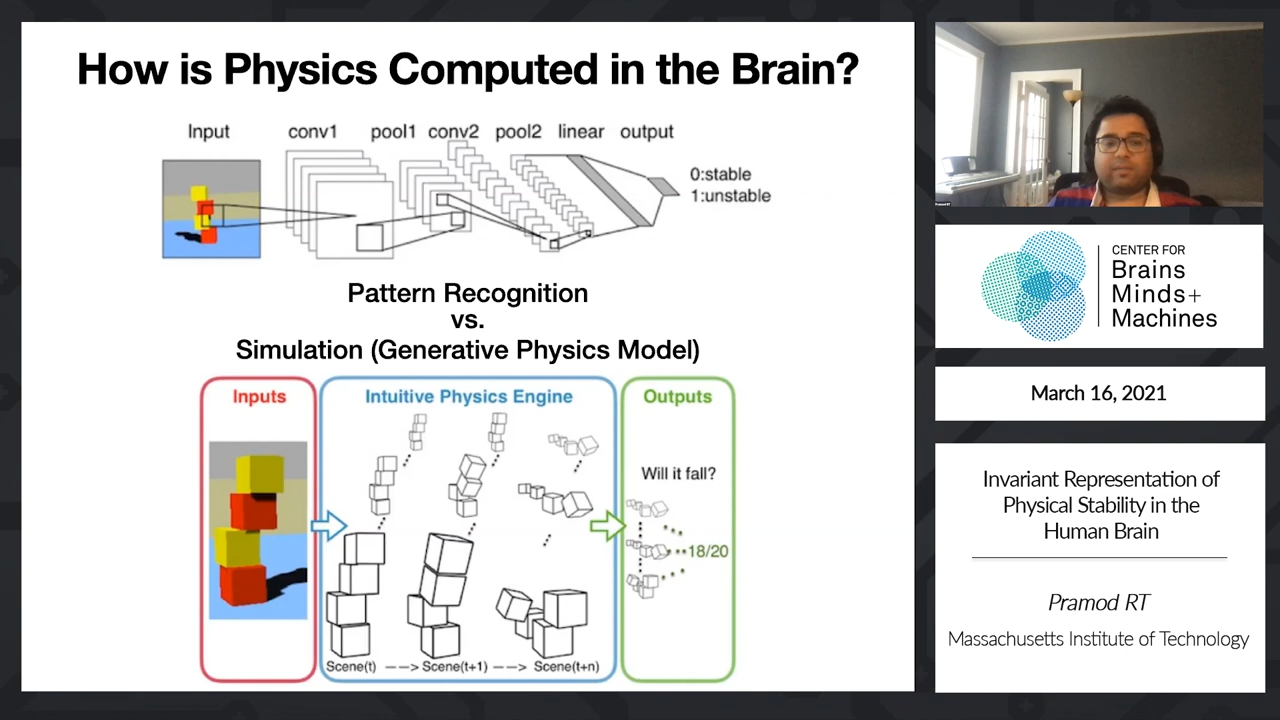 How is Physics Computed in the Brain?
Input conv1 pool1 conv2 pool2 linear output
0:stable
1:unstable
Pattern Recognition
vs.
Simulation (Generative Physics Model)
Inputs
Intuitive Physics Engine
Outputs
Will it fall?
18/20
Scene(t) ——> Scene(t+1) ——> Scene(t+n)
Pramod RT
CENTER FOR
Brains
Minds+
Machines
March 16, 2021
Invariant Representation of
Physical Stability in the
Human Brain
Pramod RT
Massachusetts Institute of Technology